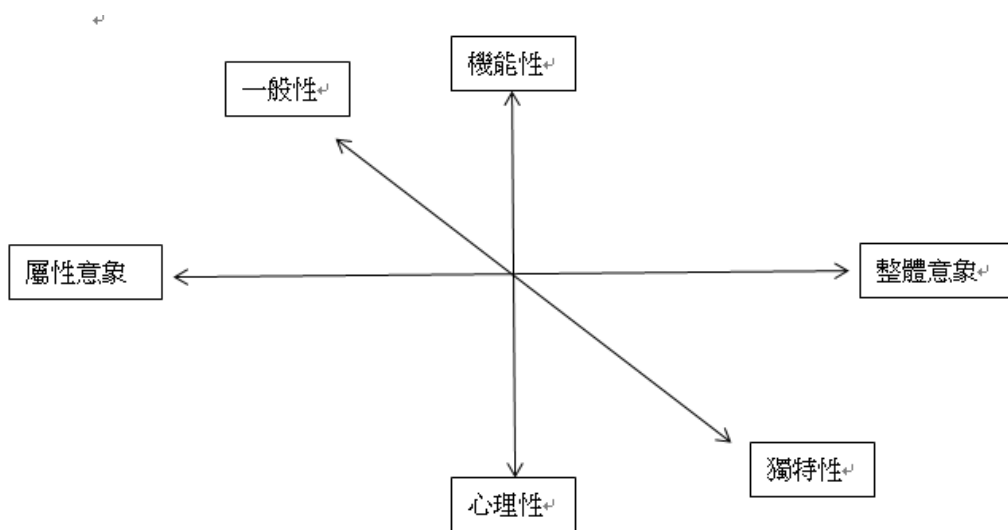 機能性
一般性
屬性意象
整體意象
獨特性
心理性